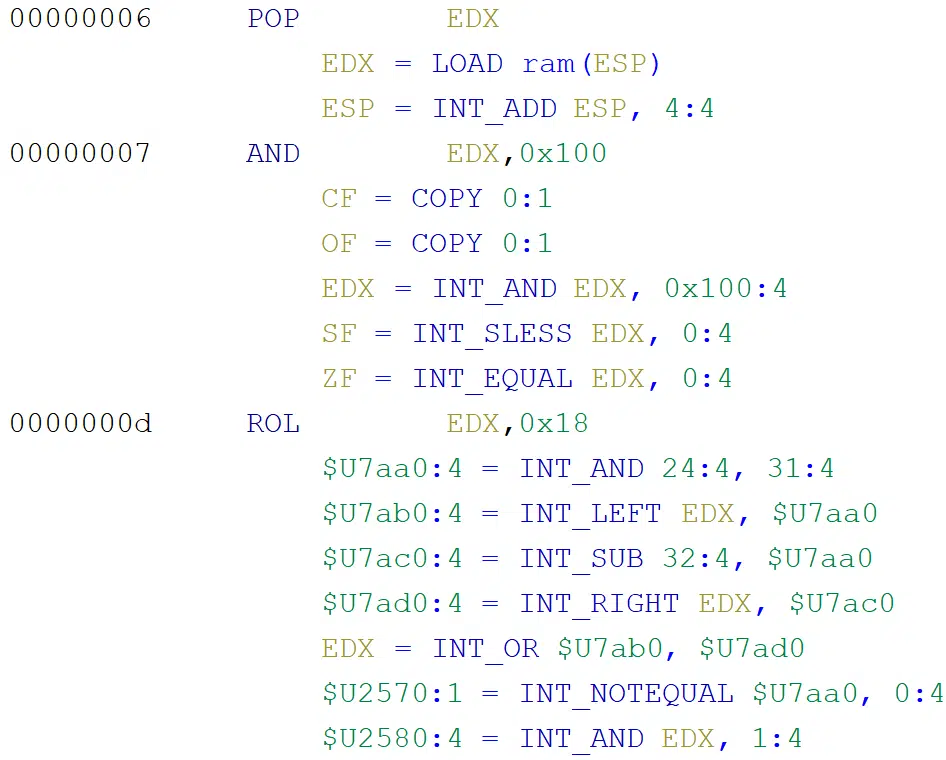 00000006 POP EDX
EDX = LOAD ram(ESP)
ESP = INT_ADD ESP, 4:4
00000007 AND EDX,0x100
CF = COPY 0:1
OF = COPY 0:1
EDX = INT_AND EDX, 0x100:4
SF = INT_SLESS EDX, 0:4
ZF = INT_EQUAL EDX, 0:4
0000000d ROL EDX,0x18
$U7aa0:4 = INT_AND 24:4, 31:4
$U7ab0:4 = INT_LEFT EDX, $U7aa0
$U7ac0:4 = INT_SUB 32:4, $U7aa0
$U7ad0:4 = INT_RIGHT EDX, $U7ac0
EDX = INT_OR $U7ab0, $U7ad0
$U2570:1 = INT_NOTEQUAL $U7aa0, 0:4
$U2580:4 = INT_AND EDX, 1:4